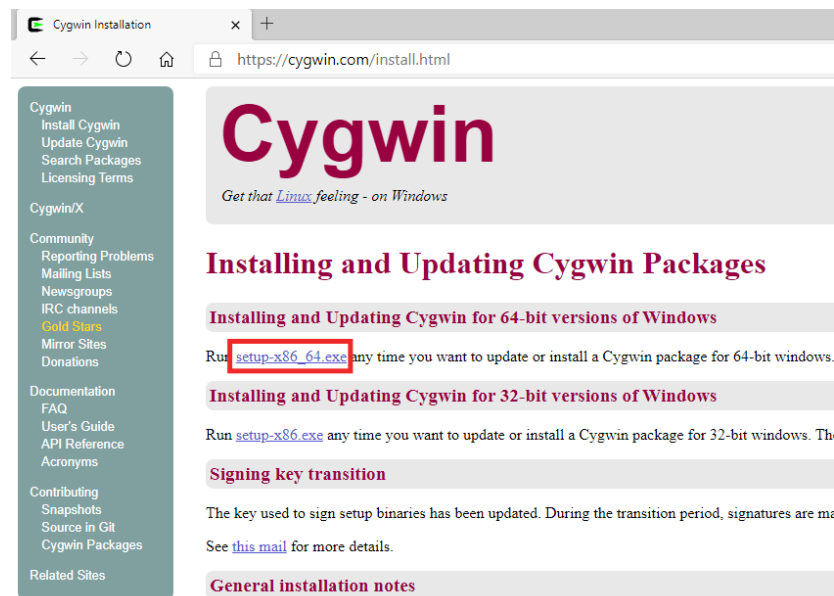 Cygwin Installation
https://cygwin.com/install.html
Cygwin
Install Cygwin
Update Cygwin
Search Packages
Licensing Terms
Cygwin/X
Community
Reporting Problems
Mailing Lists
Newsgroups
IRC channels
Gold Stars
Mirror Sites
Donations
Documentation
FAQ
User's Guide
API Reference
Acronyms
Contributing
Snapshots
Source in Git
Cygwin Packages
Related Sites
Cygwin
Get that Linux feeling - on Windows
Installing and Updating Cygwin Packages
Installing and Updating Cygwin for 64-bit versions of Windows
Run setup-x86_64.exe any time you want to update or install a Cygwin package for 64-bit windows.
Installing and Updating Cygwin for 32-bit versions of Windows
Run setup-x86.exe any time you want to update or install a Cygwin package for 32-bit windows. The
Signing key transition
The key used to sign setup binaries has been updated. During the transition period, signatures are ma
See this mail for more details.
General installation notes